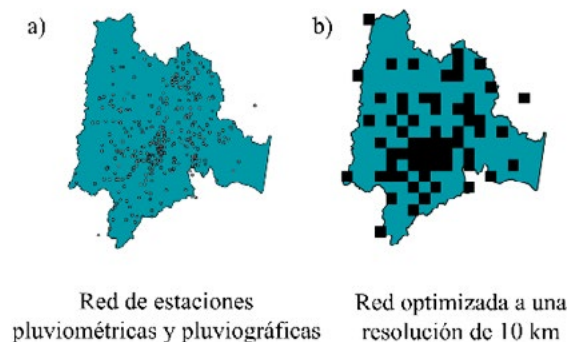 a)
b)
Red de estaciones
pluviométricas y pluviográficas
Red optimizada a una
resolución de 10 km